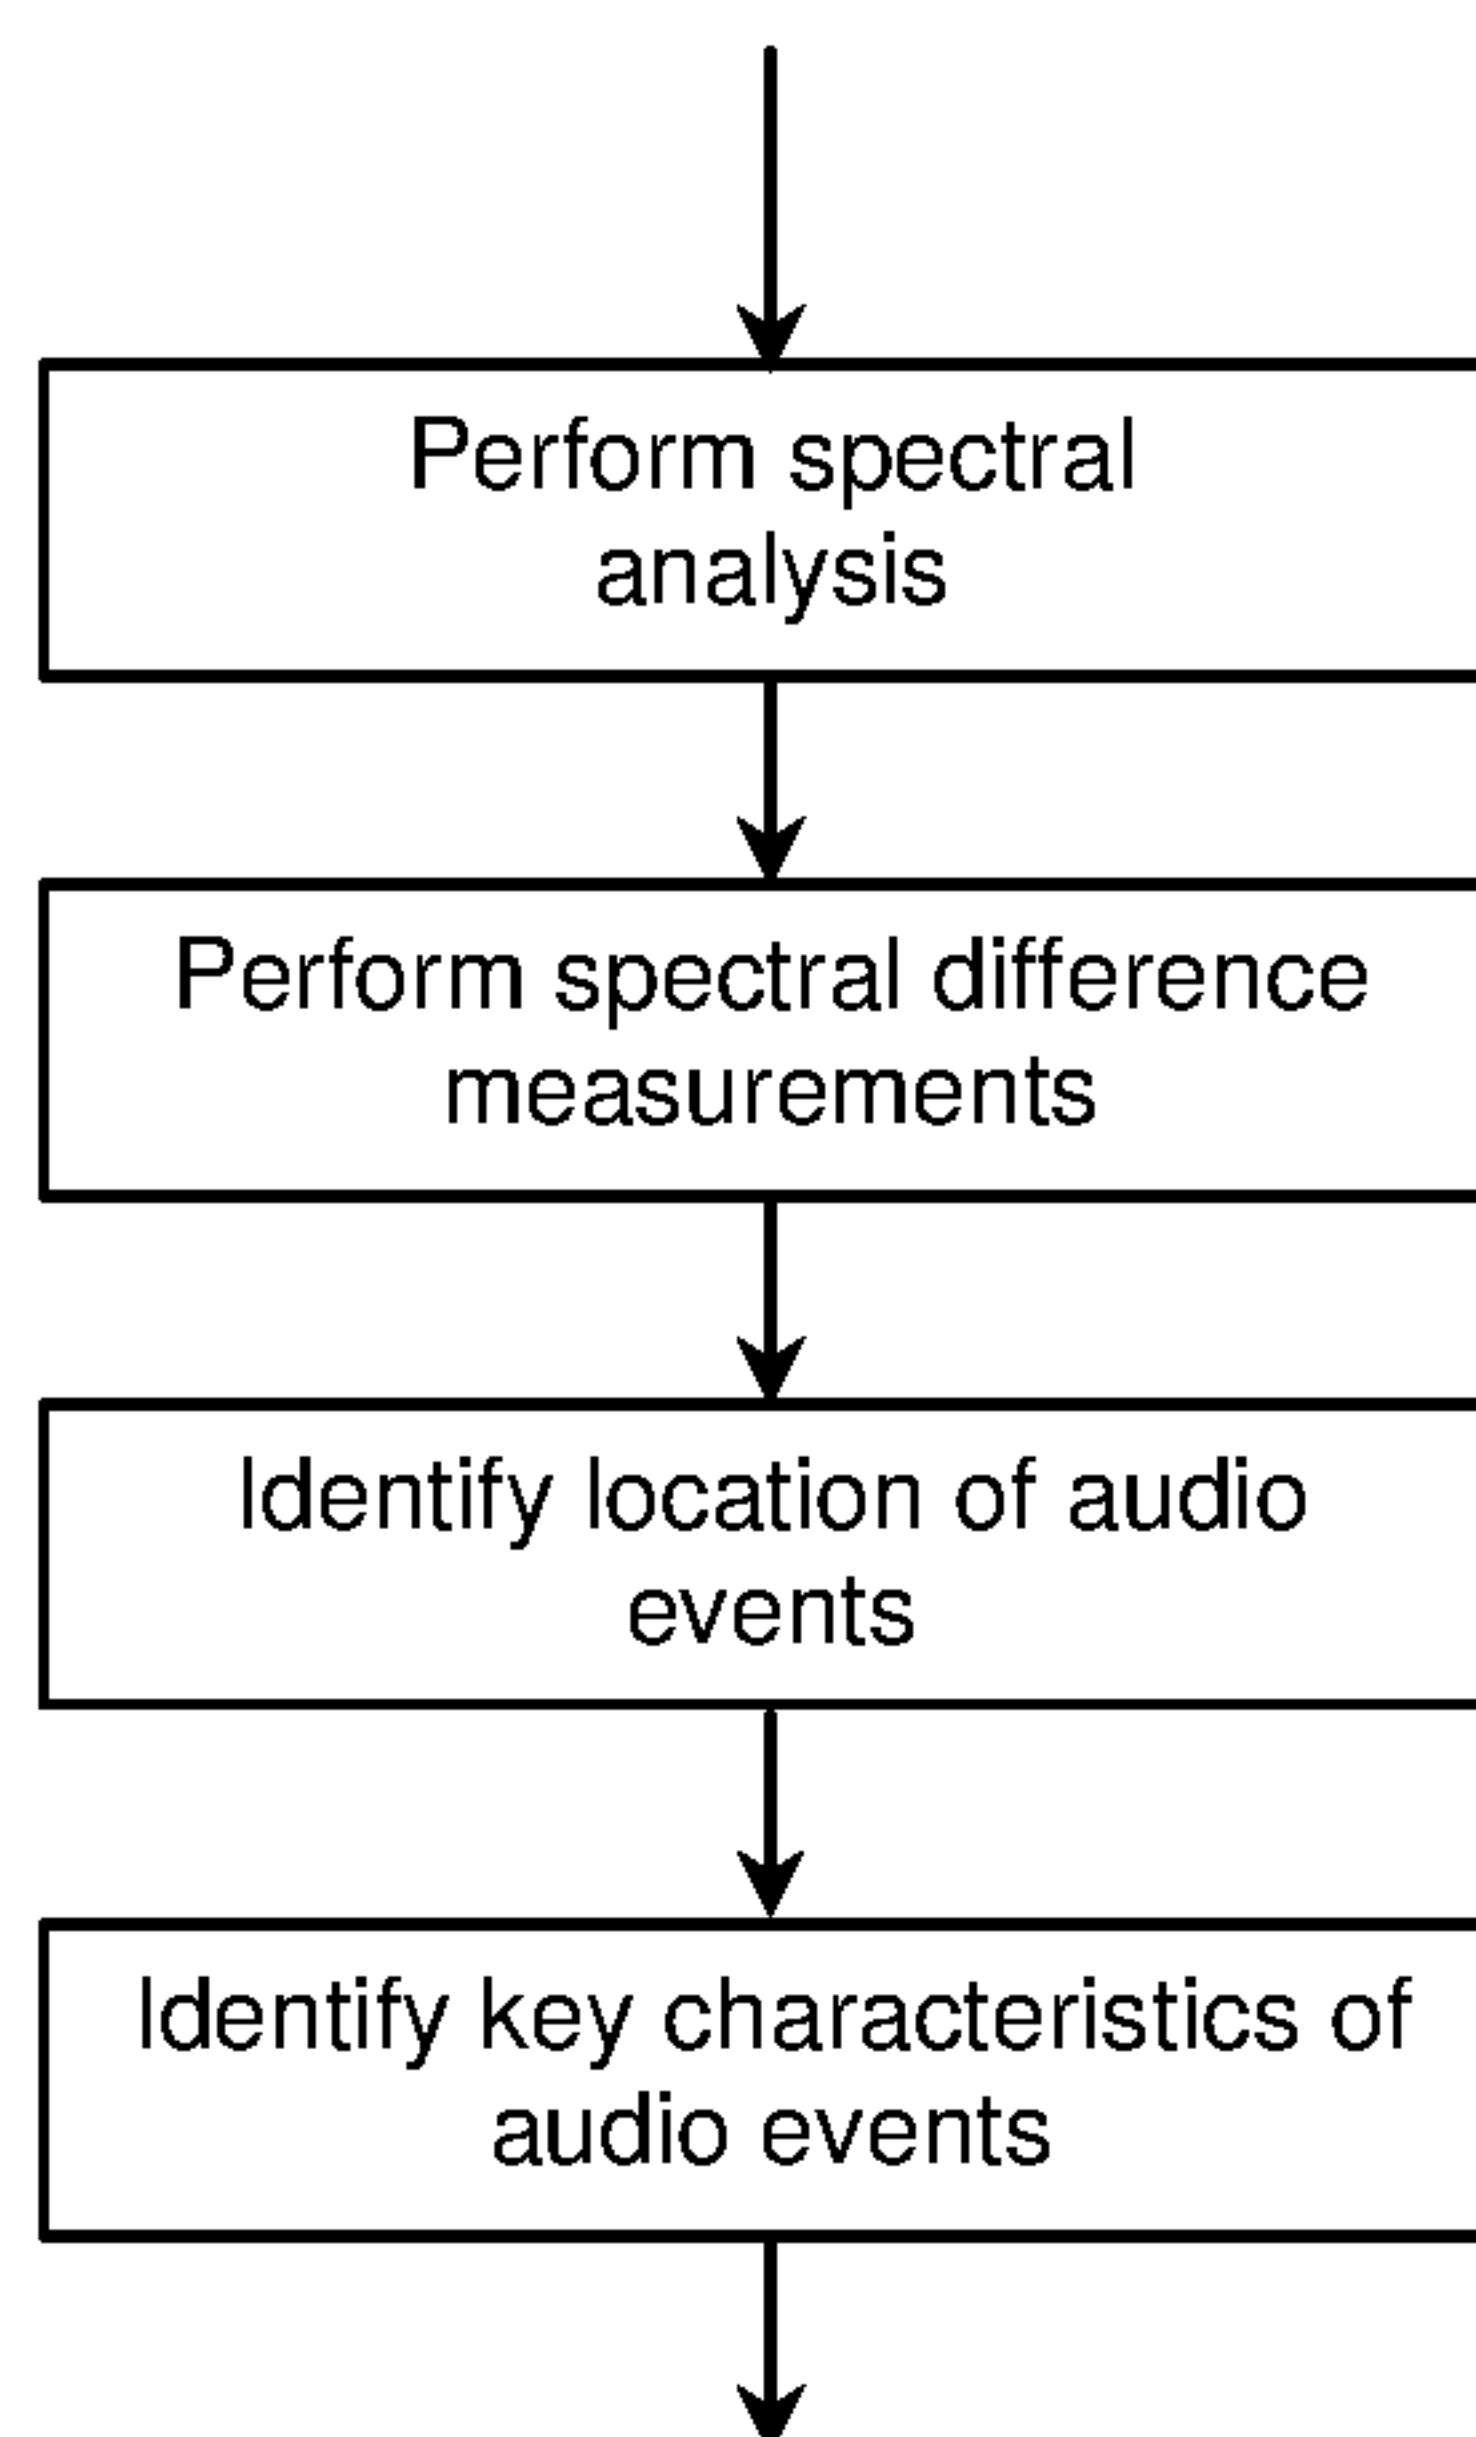 Perform spectral
analysis
Perform spectral difference
measurements
Identify location of audio
events
Identify key characteristics of
audio events